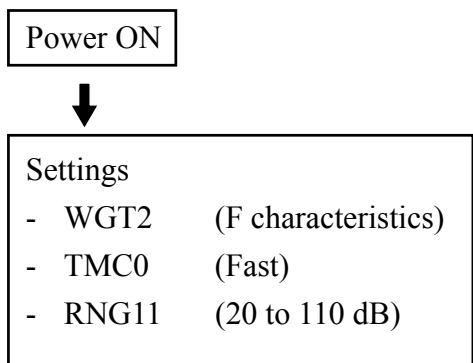 Power ON
Settings
- WGT2 (F characteristics)
- TMC0 (Fast)
- RNG11 (20 to 110 dB)